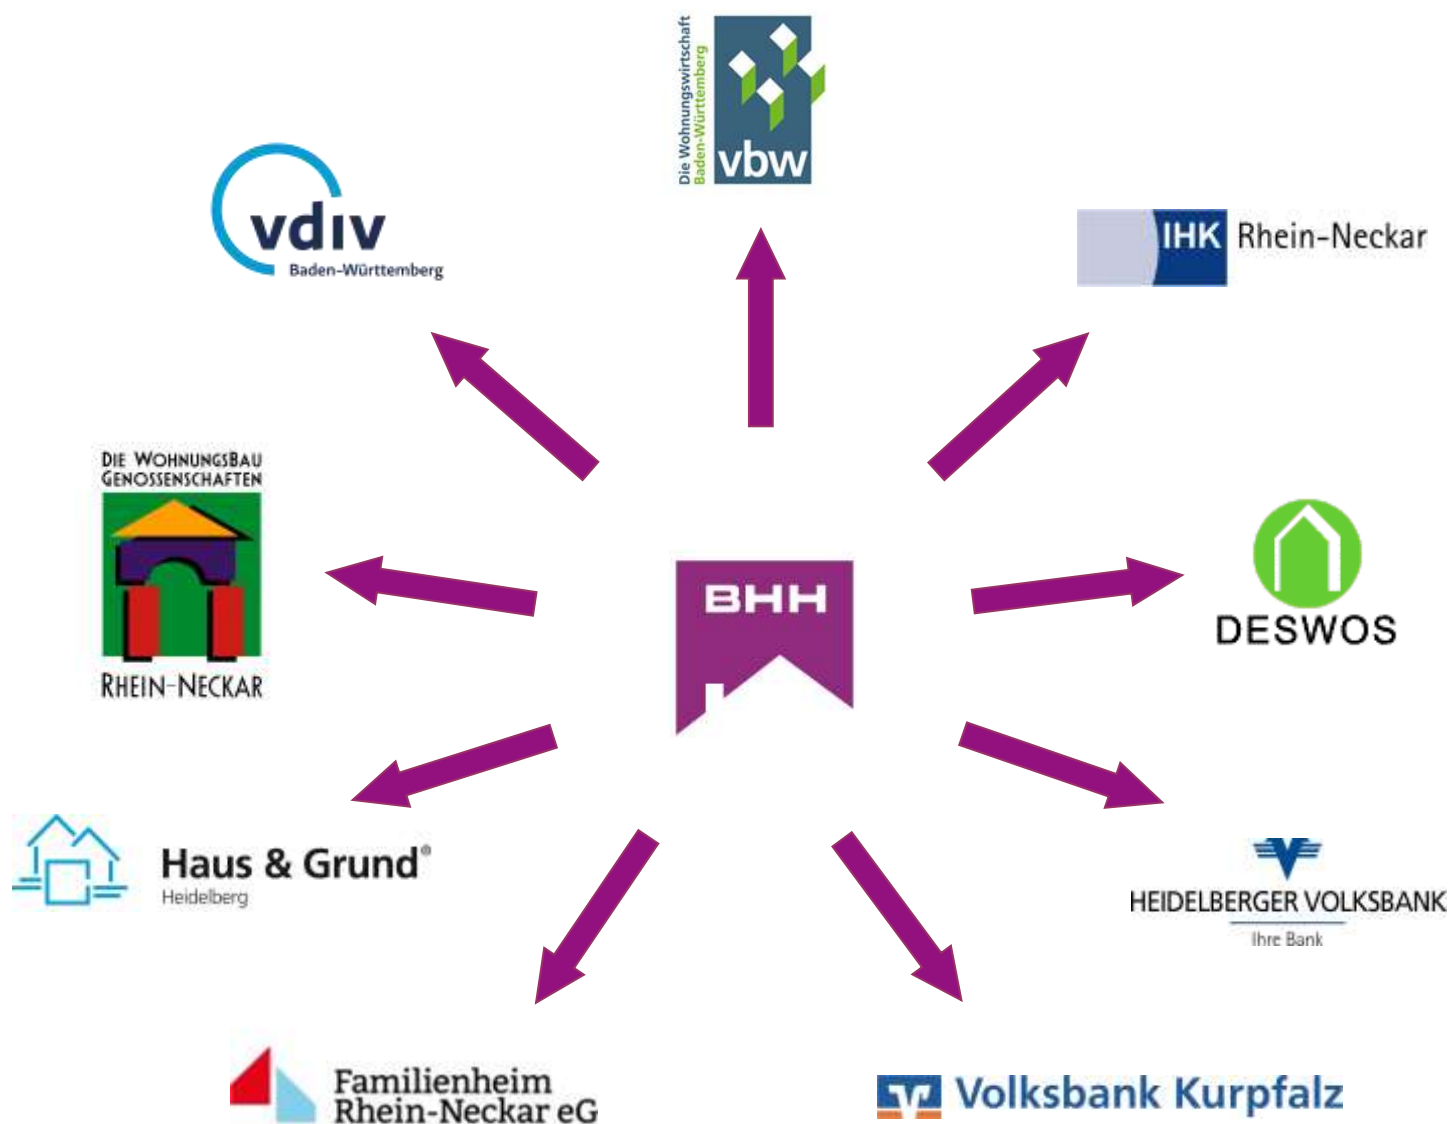 Die Wohnungswirtschaft
Baden-Württemberg
vbw
vdiv
Baden-Württemberg
IHK Rhein-Neckar
DIE WOHNUNGSBAU
GENOSSENSCHAFTEN
RHEIN-NECKAR
BHH
DESWOS
Haus & Grund®
Heidelberg
HEIDELBERGER VOLKSBANK
Ihre Bank
Familienheim
Rhein-Neckar eG
Volksbank Kurpfalz